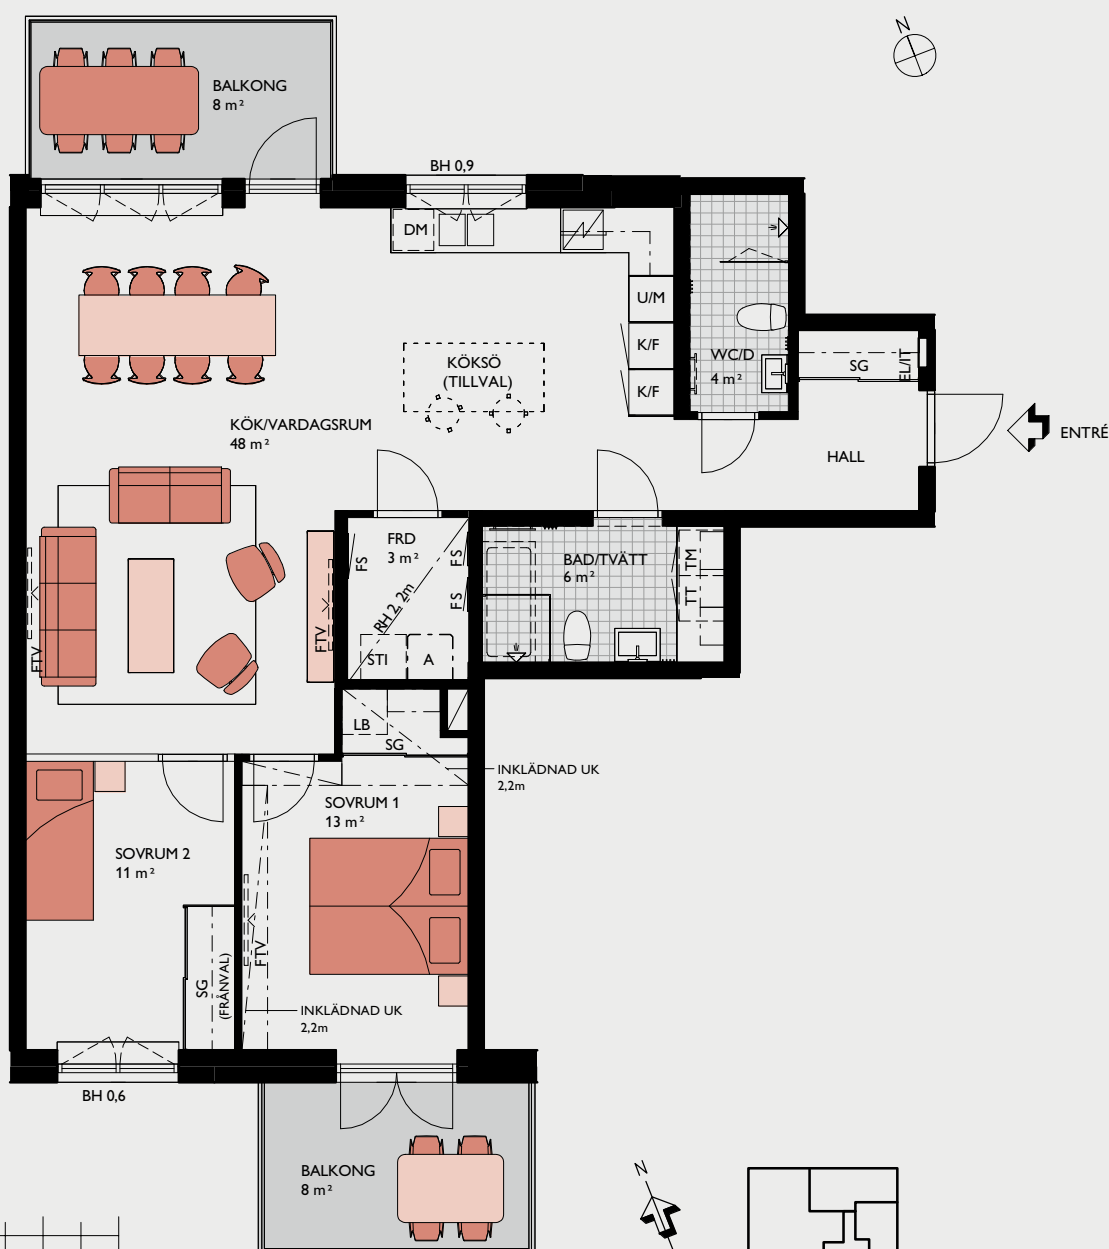 N
BALKONG
8 m²
BH 0,9
DM
U/M
K/F
K/F
WC/D
4 m²
SG
EL/IT
KÖKSÖ
(TILLVAL)
KÖK/VARDAGSRUM
48 m²
HALL
ENTRÉ
FRD
3 m²
FS
FS
FS
RH 2,2m
STI
A
BAD/TVÄTT
6 m²
TM
TT
FTV
FTV
LB
SG
INKLÄDNAD UK
2,2m
SOVRUM 1
13 m²
SOVRUM 2
11 m²
FTV
SG
(FRÅNVAL)
INKLÄDNAD UK
2,2m
BH 0,6
BALKONG
8 m²
N